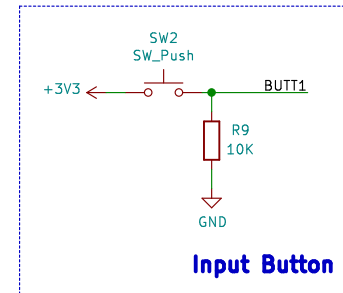 SW2
SW_Push
+3V3
BUTT1
R9
10K
GND
Input Button